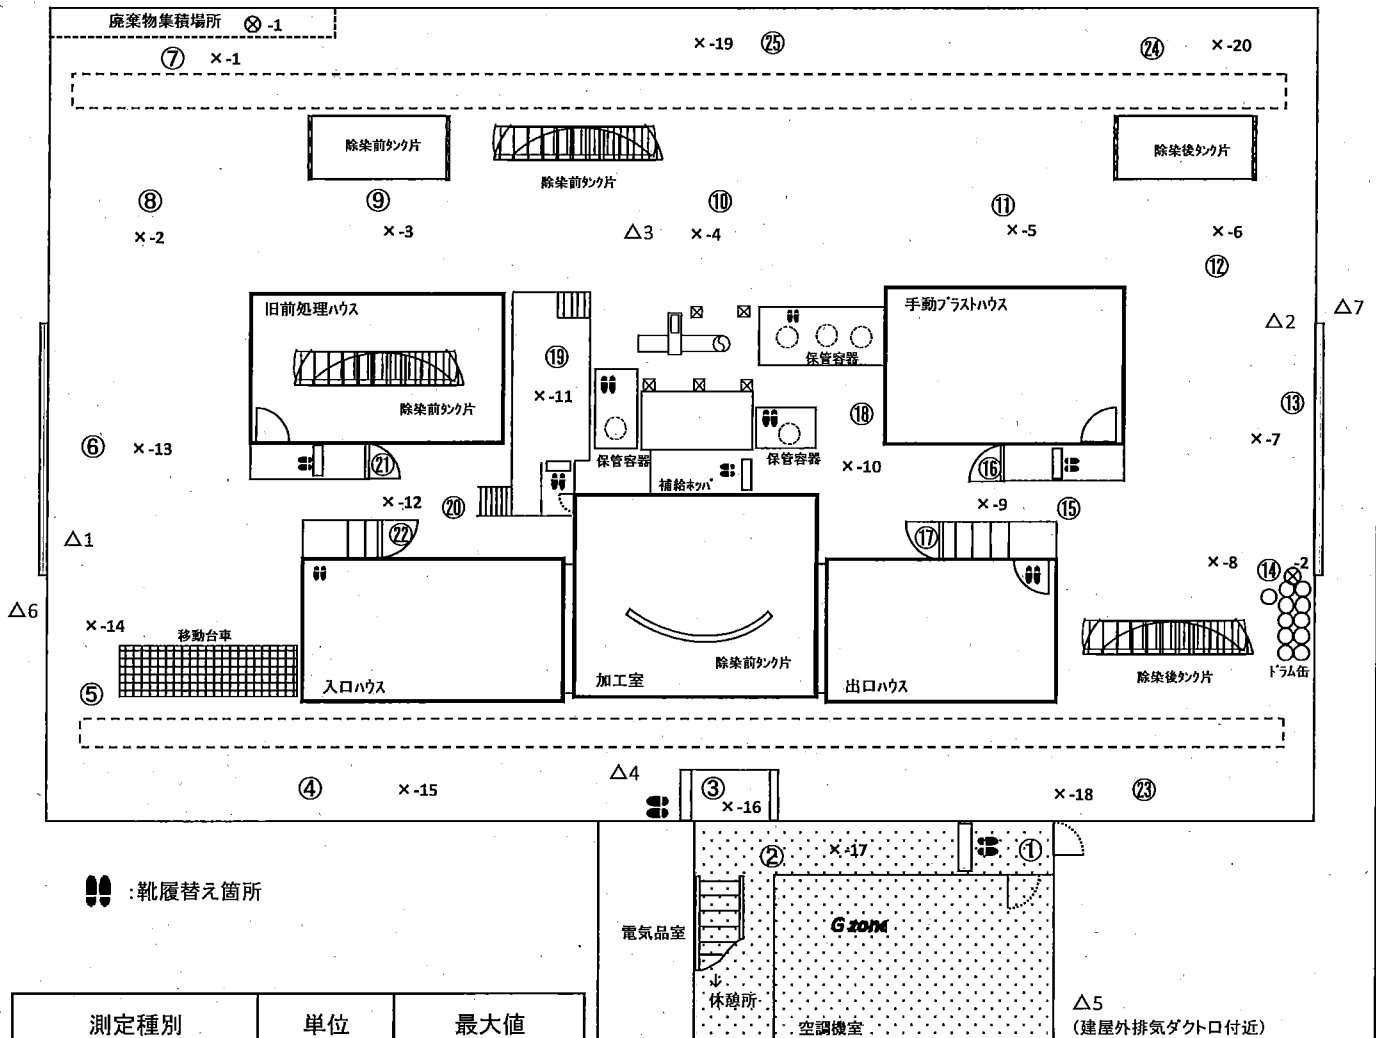 廃棄物集積場所 ⊗ -1
⑦ ×-1
×-19 ㉕
㉔ ×-20
除染前タンク片
除染前タンク片
除染後タンク片
⑧ ⑨ ⑩ ⑪
×-2 ×-3 △3 ×-4 ×-5 ×-6
⑫
旧前処理ハウス
除染前タンク片
⑲
×-11
保管容器
手動ブラストハウス
△2 △7
⑬
⑱
×-7
⑥ ×-13
㉑
保管容器
保管容器
補給ホッパ
×-10
⑯
×-12 ⑳
×-9 ⑮
△1
㉒
⑰
×-8 ⑭ ⊗ -2
△6
×-14
移動台車
⑤
入口ハウス
加工室
除染前タンク片
出口ハウス
除染後タンク片
ドラム缶
④ ×-15 △4 ③ ×-16 ×-18 ㉓
② ×-17 ①
:靴履替え箇所
電気品室
G zone
↓
休憩所
空調機室
△5
(建屋外排気ダクト口付近)
測定種別 単位 最大値